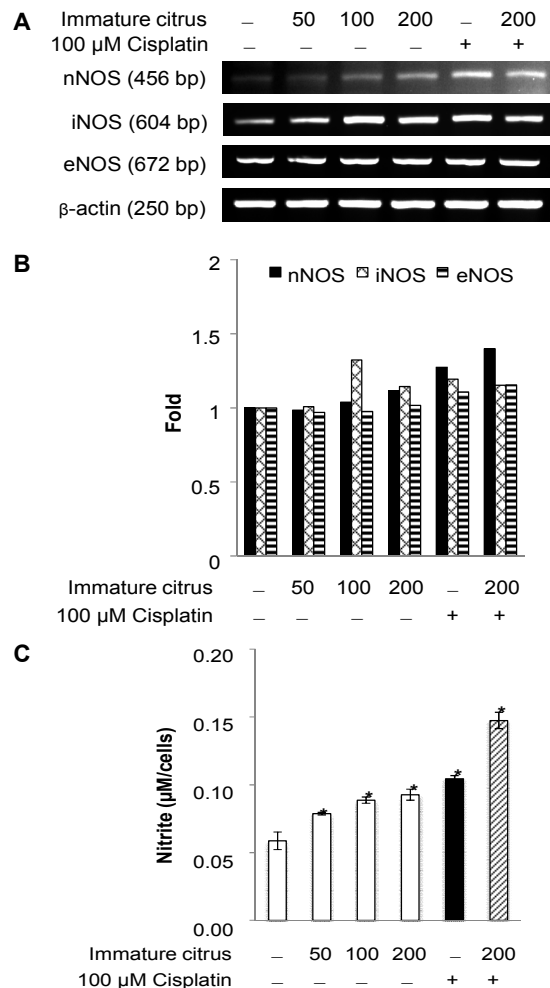 A
Immature citrus – 50 100 200 – 200
100 µM Cisplatin – – – – + +
nNOS (456 bp)
iNOS (604 bp)
eNOS (672 bp)
β-actin (250 bp)
B
2
nNOS iNOS eNOS
1.5
1
0.5
0
Fold
Immature citrus – 50 100 200 – 200
100 µM Cisplatin – – – – + +
C
0.20
0.15
0.10
0.05
0.00
Nitrite (µM/cells)
* * * * *
Immature citrus – 50 100 200 – 200
100 µM Cisplatin – – – – + +